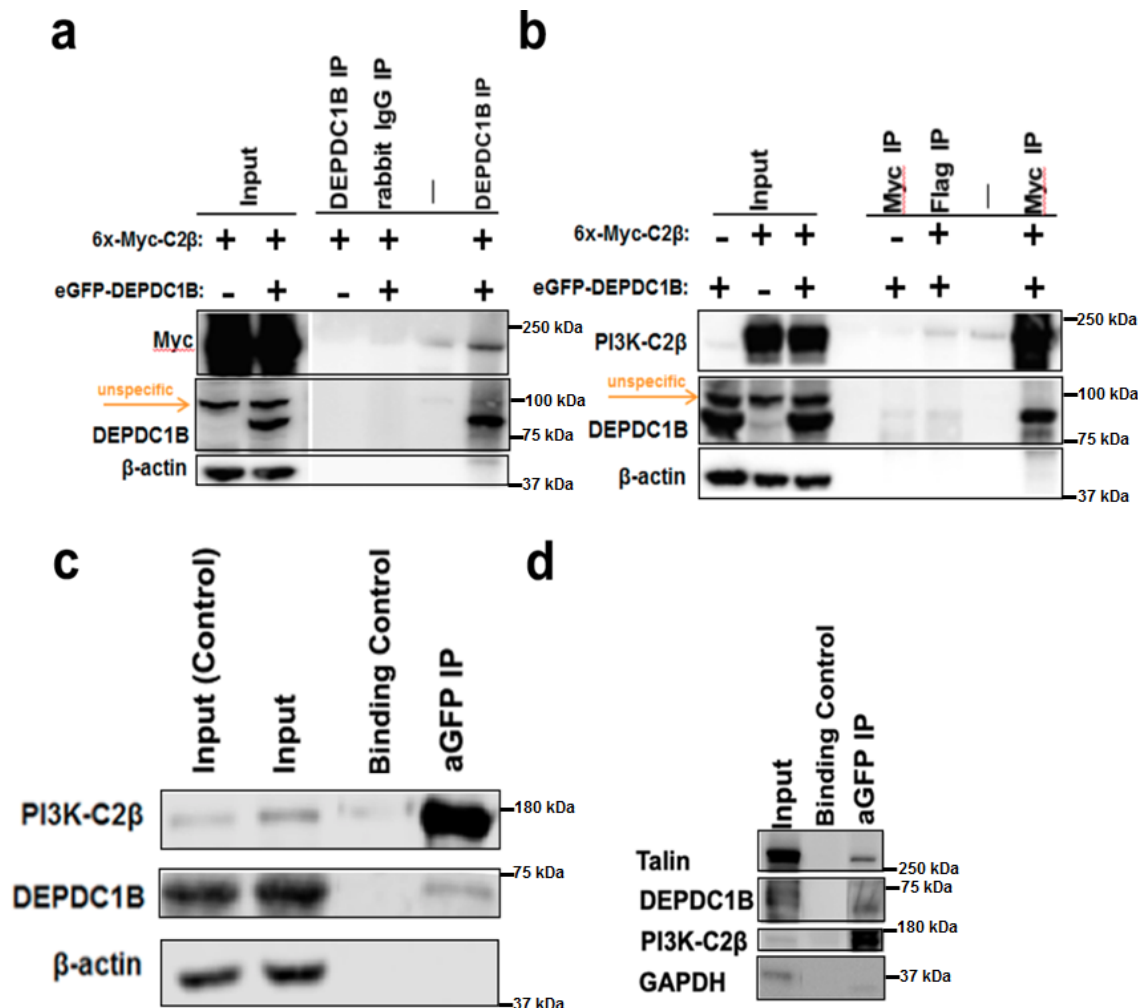 a
Input
DEPDC1B IP
rabbit IgG IP
—
DEPDC1B IP
6x-Myc-C2β: + + + + +
eGFP-DEPDC1B: - + - + +
Myc
250 kDa
unspecific
100 kDa
DEPDC1B
75 kDa
β-actin
37 kDa
b
Input
Myc IP
Flag IP
—
Myc IP
6x-Myc-C2β: - + + - + +
eGFP-DEPDC1B: + - + + + +
PI3K-C2β
250 kDa
unspecific
100 kDa
DEPDC1B
75 kDa
β-actin
37 kDa
c
Input (Control)
Input
Binding Control
aGFP IP
PI3K-C2β
180 kDa
75 kDa
DEPDC1B
β-actin
37 kDa
d
Input
Binding Control
aGFP IP
Talin
250 kDa
DEPDC1B
75 kDa
PI3K-C2β
180 kDa
GAPDH
37 kDa